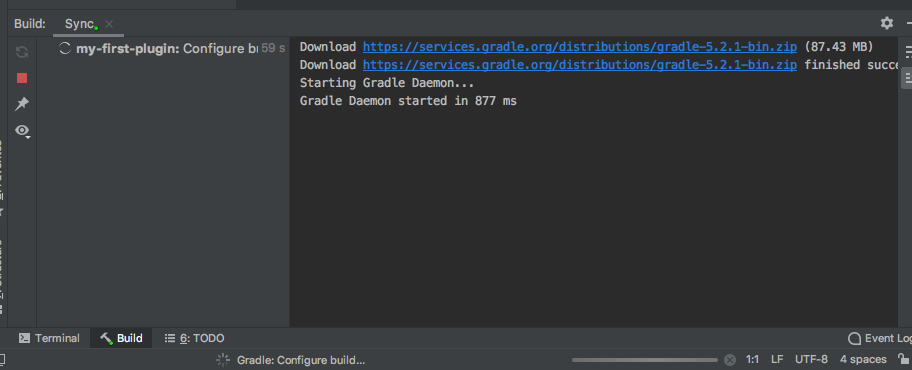 Build: Sync
my-first-plugin: Configure bu 59 s
Download https://services.gradle.org/distributions/gradle-5.2.1-bin.zip (87.43 MB)
Download https://services.gradle.org/distributions/gradle-5.2.1-bin.zip finished succe
Starting Gradle Daemon...
Gradle Daemon started in 877 ms
Terminal Build 6: TODO Event Log
Gradle: Configure build... 1:1 LF UTF-8 4 spaces